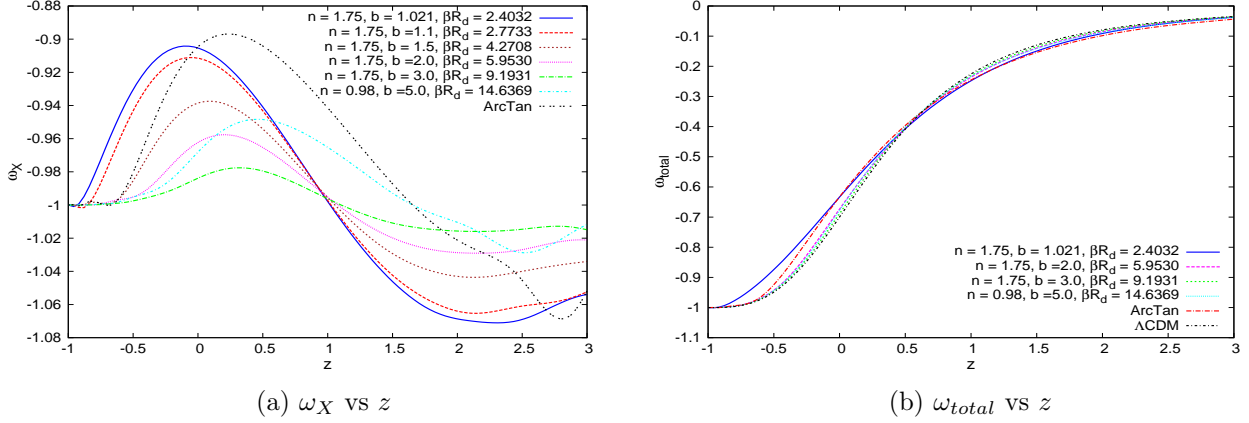 -0.88
-0.9
-0.92
-0.94
-0.96
-0.98
-1
-1.02
-1.04
-1.06
-1.08
ω_X
n = 1.75, b = 1.021, βR_d = 2.4032
n = 1.75, b =1.1, βR_d = 2.7733
n = 1.75, b = 1.5, βR_d = 4.2708
n = 1.75, b =2.0, βR_d = 5.9530
n = 1.75, b = 3.0, βR_d = 9.1931
n = 0.98, b =5.0, βR_d = 14.6369
ArcTan
-1 -0.5 0 0.5 1 1.5 2 2.5 3
z
(a) ω_X vs z
0
-0.1
-0.2
-0.3
-0.4
-0.5
-0.6
-0.7
-0.8
-0.9
-1
-1.1
ω_total
n = 1.75, b = 1.021, βR_d = 2.4032
n = 1.75, b =2.0, βR_d = 5.9530
n = 1.75, b = 3.0, βR_d = 9.1931
n = 0.98, b =5.0, βR_d = 14.6369
ArcTan
ΛCDM
-1 -0.5 0 0.5 1 1.5 2 2.5 3
z
(b) ω_total vs z